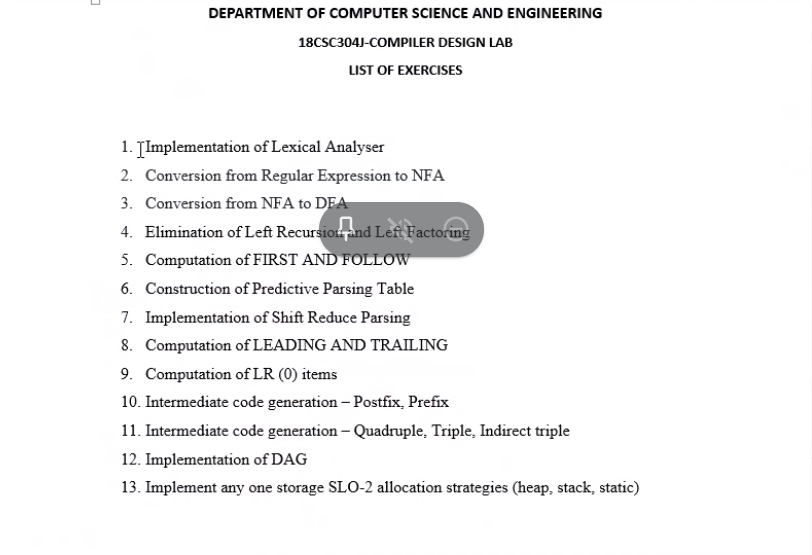 DEPARTMENT OF COMPUTER SCIENCE AND ENGINEERING
18CSC304J-COMPILER DESIGN LAB
LIST OF EXERCISES
1. Implementation of Lexical Analyser
2. Conversion from Regular Expression to NFA
3. Conversion from NFA to DFA
4. Elimination of Left Recursion and Left Factoring
5. Computation of FIRST AND FOLLOW
6. Construction of Predictive Parsing Table
7. Implementation of Shift Reduce Parsing
8. Computation of LEADING AND TRAILING
9. Computation of LR (0) items
10. Intermediate code generation – Postfix, Prefix
11. Intermediate code generation – Quadruple, Triple, Indirect triple
12. Implementation of DAG
13. Implement any one storage SLO-2 allocation strategies (heap, stack, static)